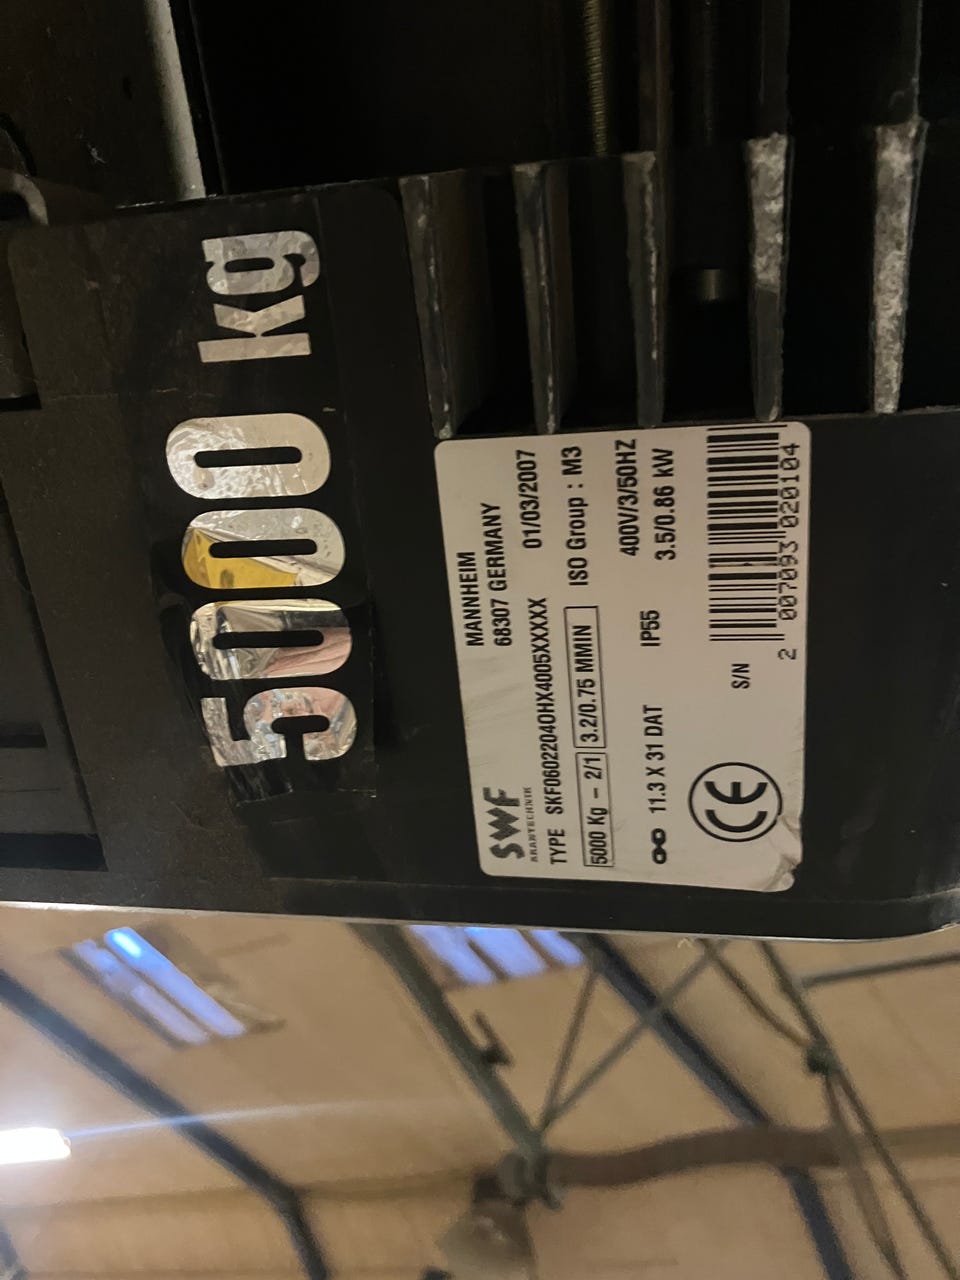 5000 kg
SWF
KRANTECHNIK
MANNHEIM
68307 GERMANY
TYPE SKF06022040HX4005XXXXX 01/03/2007
5000 Kg – 2/1 3.2/0.75 MMIN ISO Group : M3
11.3 X 31 DAT IP55 400V/3/50HZ
3.5/0.86 kW
CE
S/N
2 007093 020104